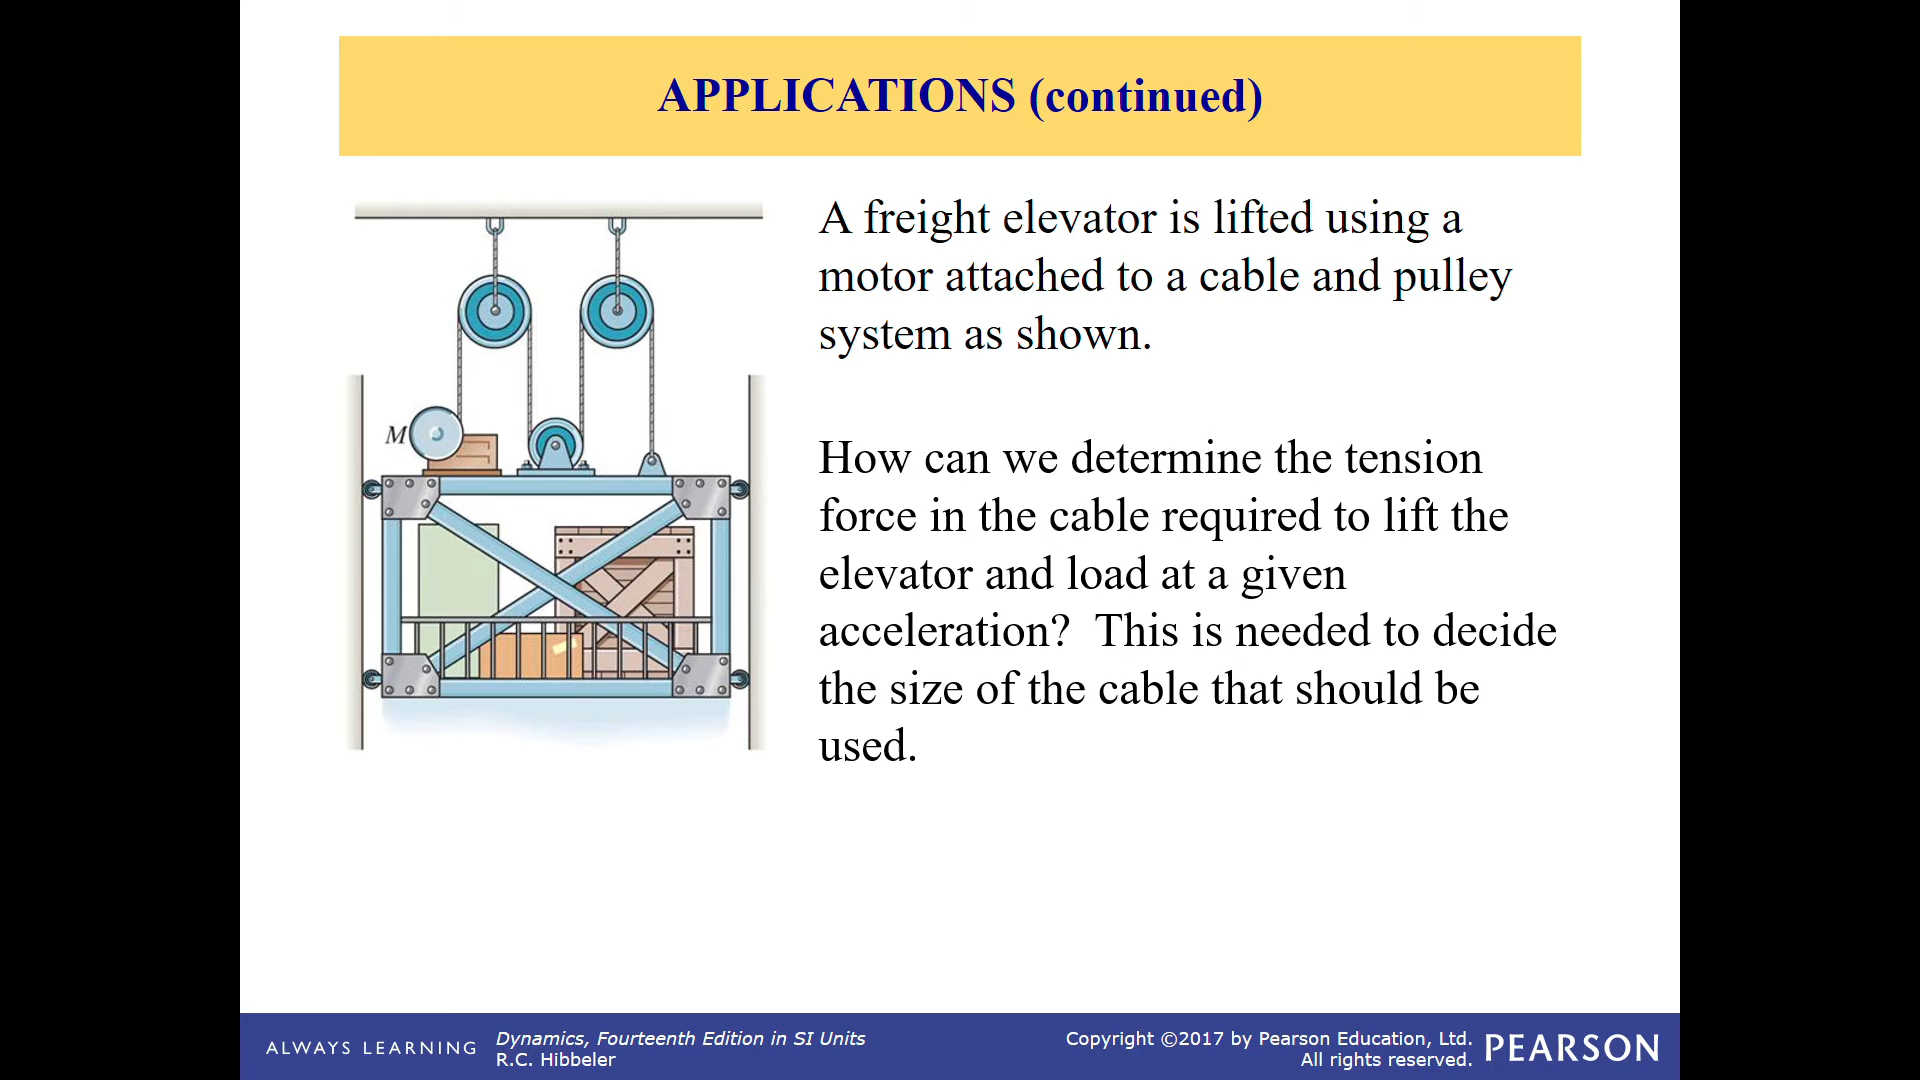 APPLICATIONS (continued)
A freight elevator is lifted using a
motor attached to a cable and pulley
system as shown.
M
How can we determine the tension
force in the cable required to lift the
elevator and load at a given
acceleration? This is needed to decide
the size of the cable that should be
used.
ALWAYS LEARNING
Dynamics, Fourteenth Edition in SI Units
R.C. Hibbeler
Copyright ©2017 by Pearson Education, Ltd.
All rights reserved.
PEARSON